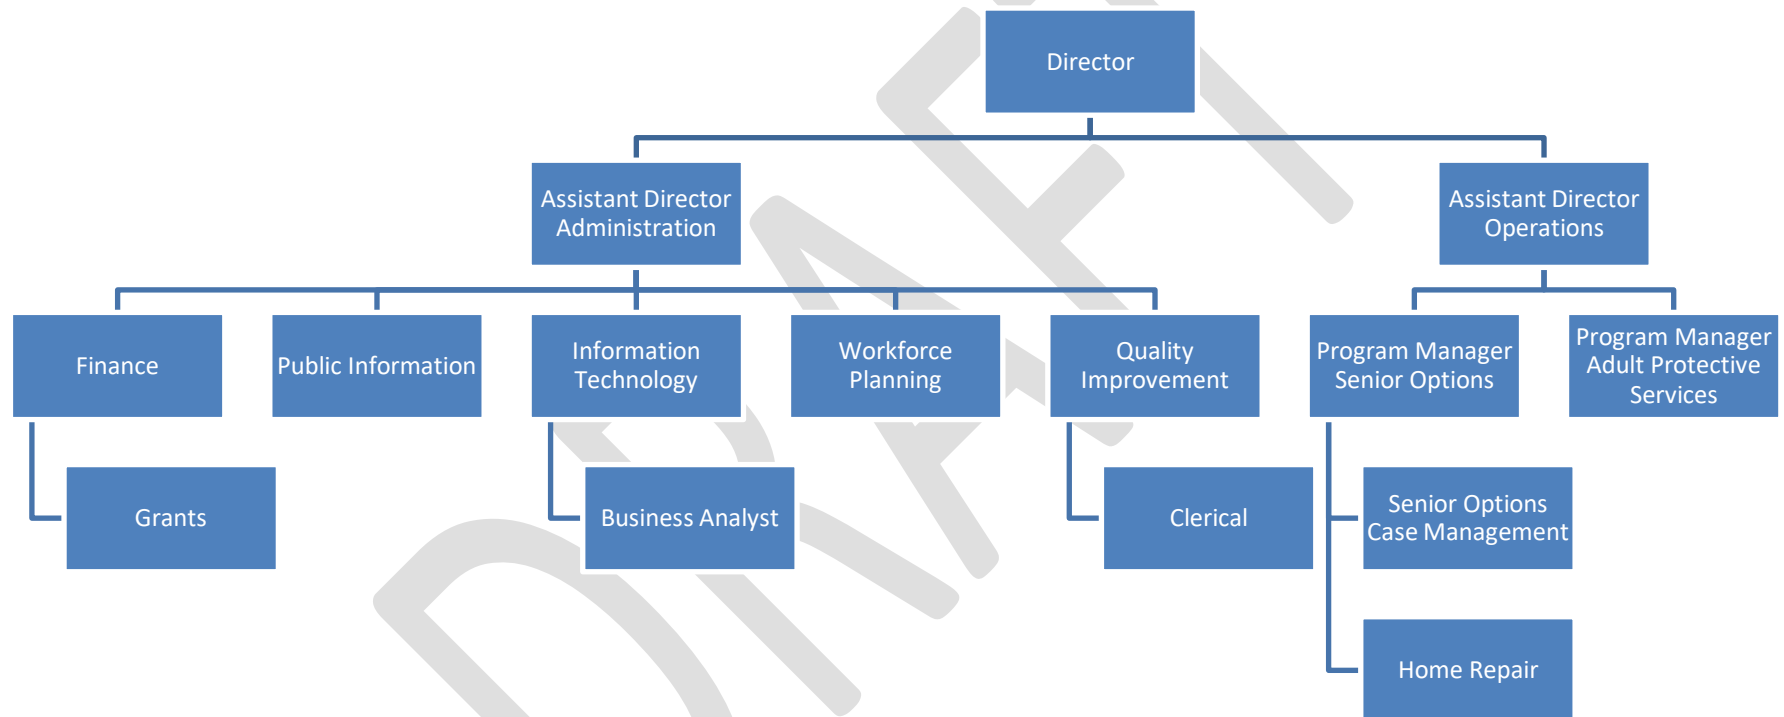 Director
Assistant Director
Administration
Assistant Director
Operations
Finance
Public Information
Information
Technology
Workforce
Planning
Quality
Improvement
Program Manager
Senior Options
Program Manager
Adult Protective
Services
Grants
Business Analyst
Clerical
Senior Options
Case Management
Home Repair
DRAFT